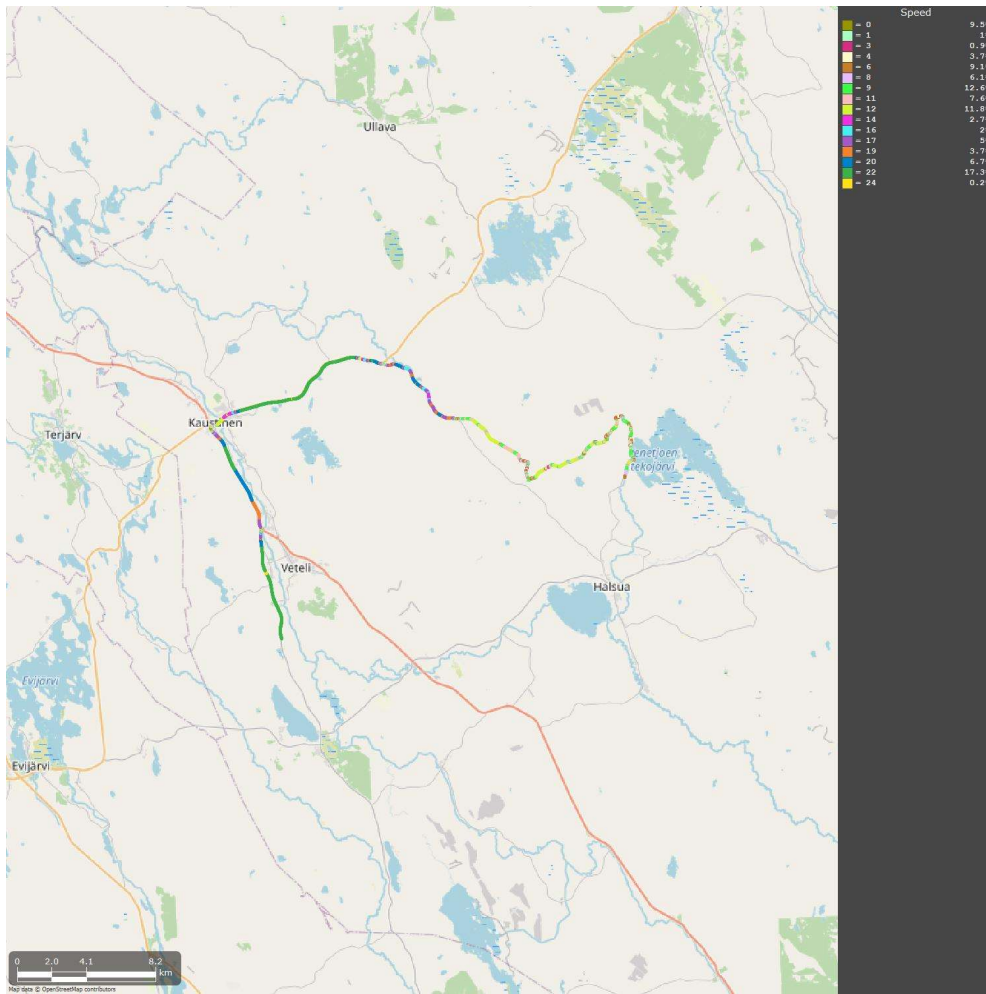 Speed
= 0 9.5
= 1 1
= 3 0.9
= 4 3.7
= 6 9.1
= 8 6.1
= 9 12.6
= 11 7.6
= 12 11.8
= 14 2.7
= 16 2
= 17 5
= 19 3.7
= 20 6.7
= 22 17.3
= 24 0.2
Ullava
Kaustinen
Terjärv
enetjoen
tekojärvi
Veteli
Halsua
Evijärvi
Evijärvi
0 2.0 4.1 8.2
km
Map data © OpenStreetMap contributors